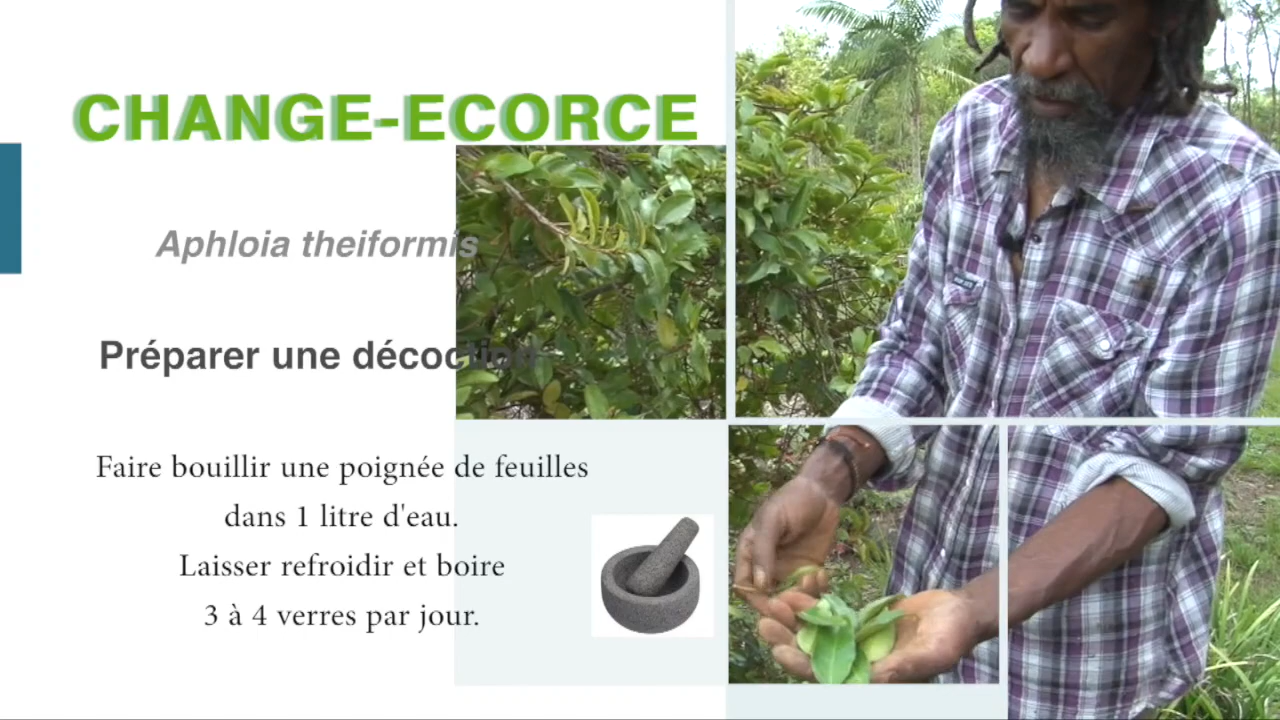 CHANGE-ECORCE
Aphloia theiformis
Préparer une décoction
Faire bouillir une poignée de feuilles
dans 1 litre d'eau.
Laisser refroidir et boire
3 à 4 verres par jour.